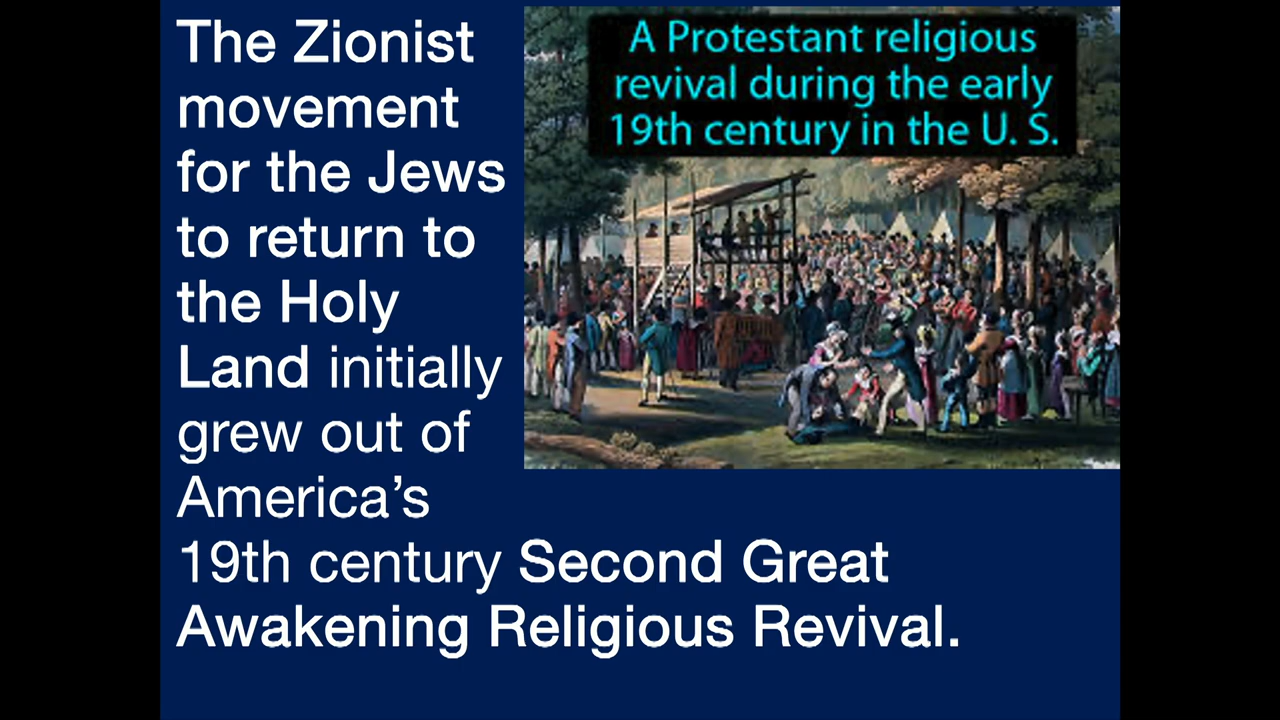 The Zionist
movement
for the Jews
to return to
the Holy
Land initially
grew out of
America’s
19th century Second Great
Awakening Religious Revival.
A Protestant religious
revival during the early
19th century in the U. S.